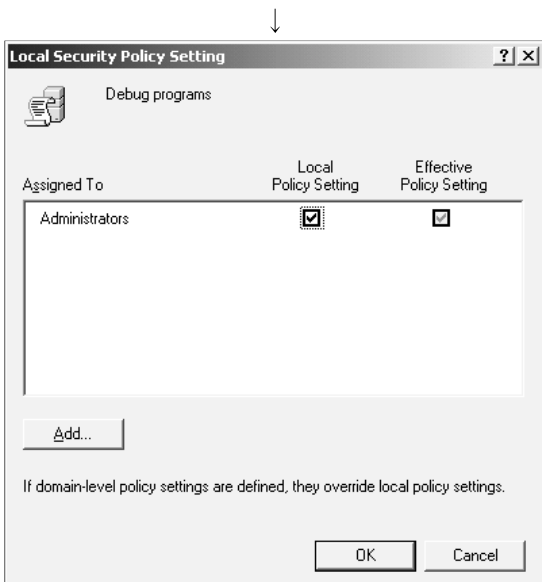 ↓
Local Security Policy Setting
Debug programs
Assigned To
Local
Policy Setting
Effective
Policy Setting
Administrators
Add...
If domain-level policy settings are defined, they override local policy settings.
OK
Cancel